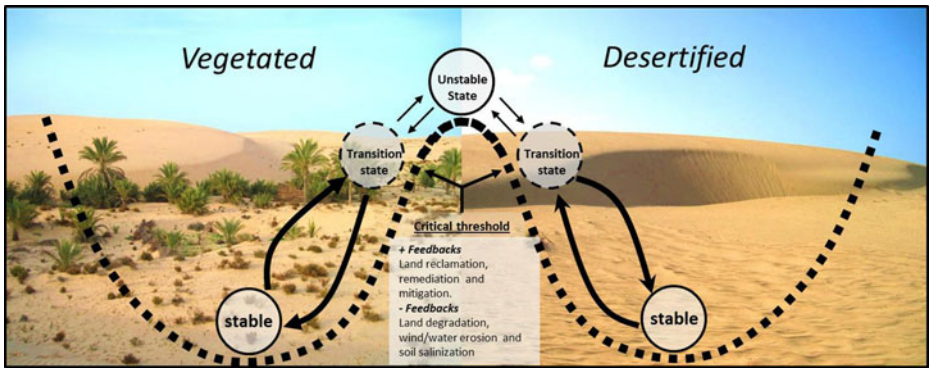 Vegetated
Desertified
Unstable
State
Transition
state
Transition
state
Critical threshold
+ Feedbacks
Land reclamation,
remediation and
mitigation.
- Feedbacks
Land degradation,
wind/water erosion and
soil salinization
stable
stable